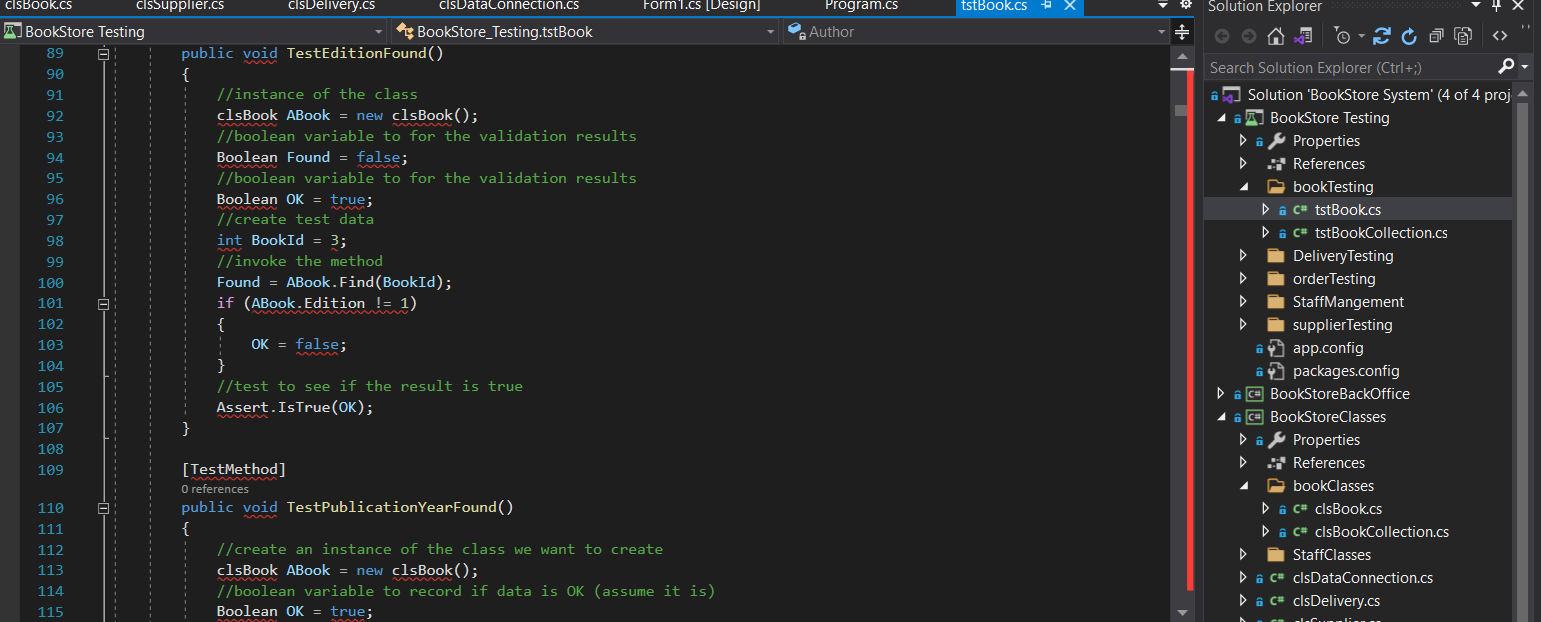 clsBook.cs clsSupplier.cs clsDelivery.cs clsDataConnection.cs Form1.cs [Design] Program.cs tstBook.cs
BookStore Testing BookStore_Testing.tstBook Author
89 public void TestEditionFound()
90 {
91 //instance of the class
92 clsBook ABook = new clsBook();
93 //boolean variable to for the validation results
94 Boolean Found = false;
95 //boolean variable to for the validation results
96 Boolean OK = true;
97 //create test data
98 int BookId = 3;
99 //invoke the method
100 Found = ABook.Find(BookId);
101 if (ABook.Edition != 1)
102 {
103 OK = false;
104 }
105 //test to see if the result is true
106 Assert.IsTrue(OK);
107 }
108
109 [TestMethod]
0 references
110 public void TestPublicationYearFound()
111 {
112 //create an instance of the class we want to create
113 clsBook ABook = new clsBook();
114 //boolean variable to record if data is OK (assume it is)
115 Boolean OK = true;
Solution Explorer
Search Solution Explorer (Ctrl+;)
Solution 'BookStore System' (4 of 4 proj
BookStore Testing
Properties
References
bookTesting
C# tstBook.cs
C# tstBookCollection.cs
DeliveryTesting
orderTesting
StaffMangement
supplierTesting
app.config
packages.config
C# BookStoreBackOffice
C# BookStoreClasses
Properties
References
bookClasses
C# clsBook.cs
C# clsBookCollection.cs
StaffClasses
C# clsDataConnection.cs
C# clsDelivery.cs
clsSupplier.cs